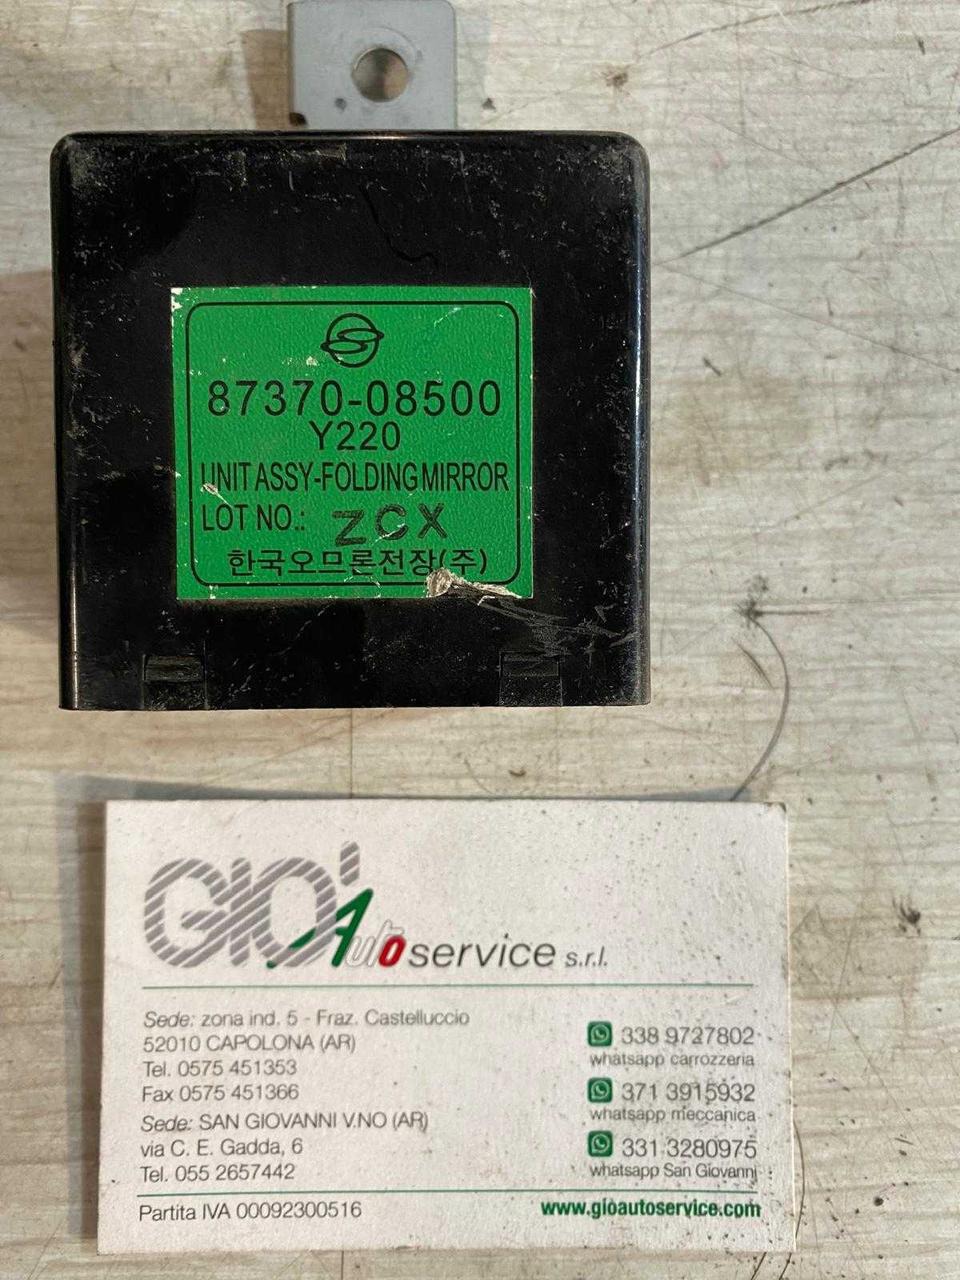 87370-08500
Y220
UNIT ASSY-FOLDING MIRROR
LOT NO.: ZCX
한국오므론전장(주)
GIO' Auto service s.r.l.
Sede: zona ind. 5 - Fraz. Castelluccio
52010 CAPOLONA (AR)
Tel. 0575 451353
Fax 0575 451366
Sede: SAN GIOVANNI V.NO (AR)
via C. E. Gadda, 6
Tel. 055 2657442
338 9727802
whatsapp carrozzeria
371 3915932
whatsapp meccanica
331 3280975
whatsapp San Giovanni
Partita IVA 00092300516
www.gioautoservice.com